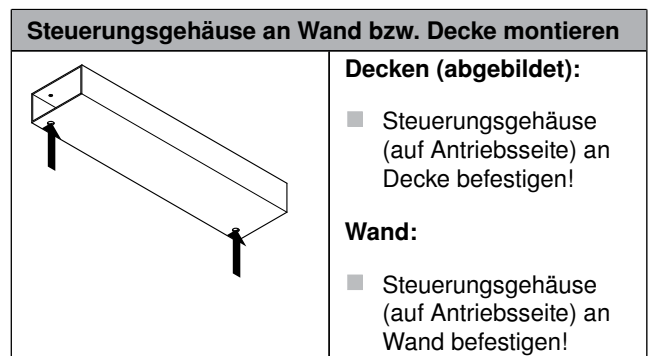 Steuerungsgehäuse an Wand bzw. Decke montieren
Decken (abgebildet):
Steuerungsgehäuse
(auf Antriebsseite) an
Decke befestigen!
Wand:
Steuerungsgehäuse
(auf Antriebsseite) an
Wand befestigen!